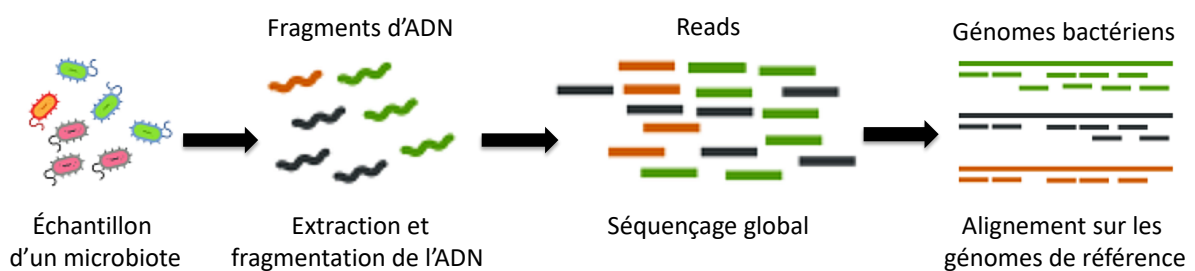 Fragments d’ADN
Reads
Génomes bactériens
Échantillon
d’un microbiote
Extraction et
fragmentation de l’ADN
Séquençage global
Alignement sur les
génomes de référence